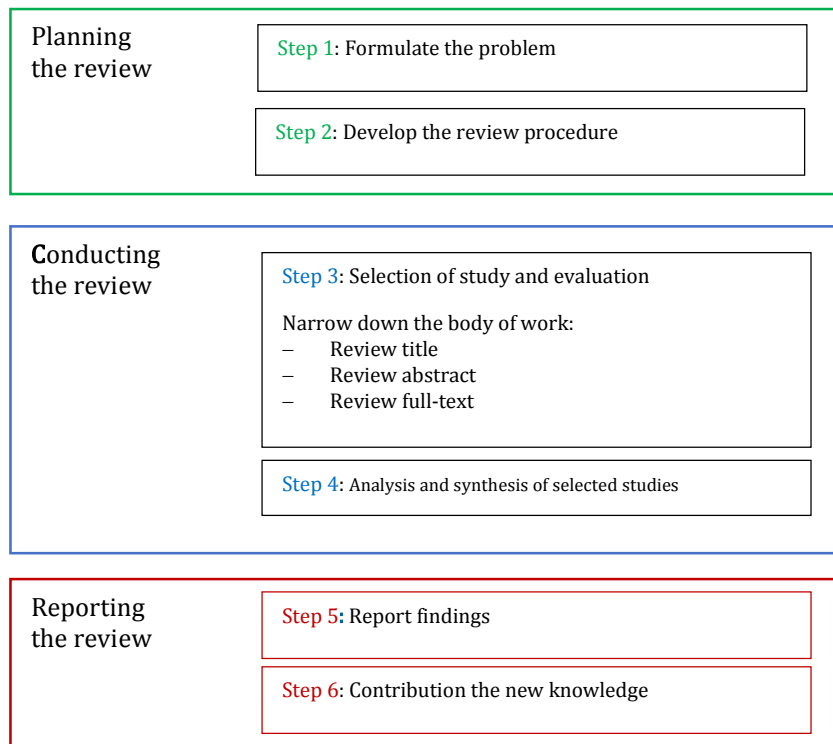 Planning
the review
Step 1: Formulate the problem
Step 2: Develop the review procedure
Conducting
the review
Step 3: Selection of study and evaluation
Narrow down the body of work:
– Review title
– Review abstract
– Review full-text
Step 4: Analysis and synthesis of selected studies
Reporting
the review
Step 5: Report findings
Step 6: Contribution the new knowledge